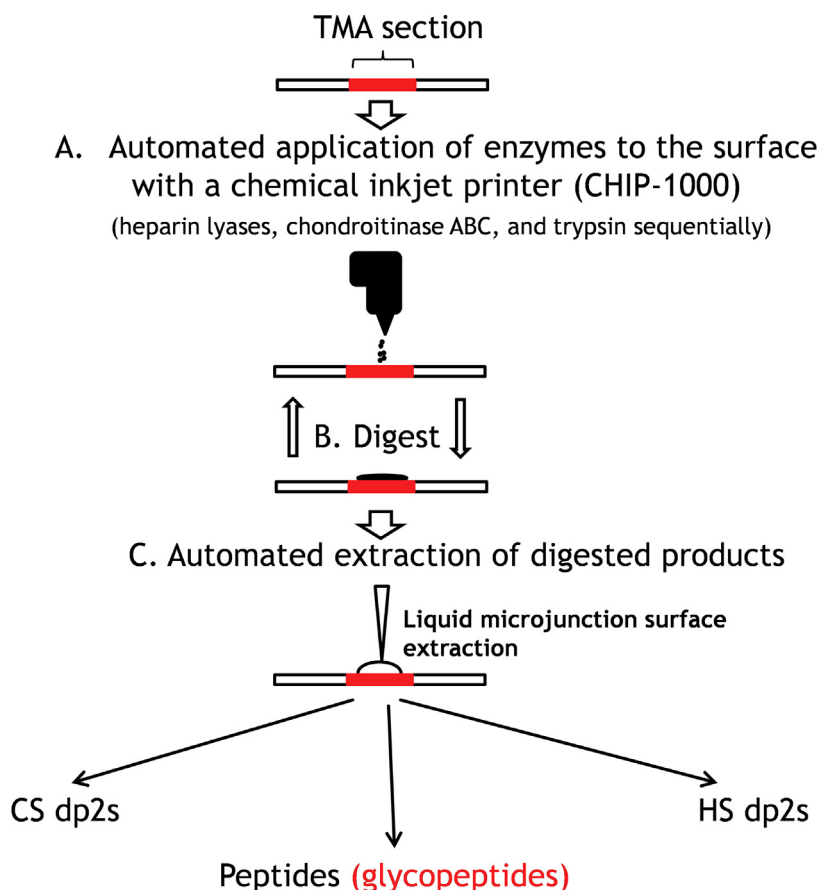 TMA section
A. Automated application of enzymes to the surface
with a chemical inkjet printer (CHIP-1000)
(heparin lyases, chondroitinase ABC, and trypsin sequentially)
B. Digest
C. Automated extraction of digested products
Liquid microjunction surface
extraction
CS dp2s
HS dp2s
Peptides (glycopeptides)